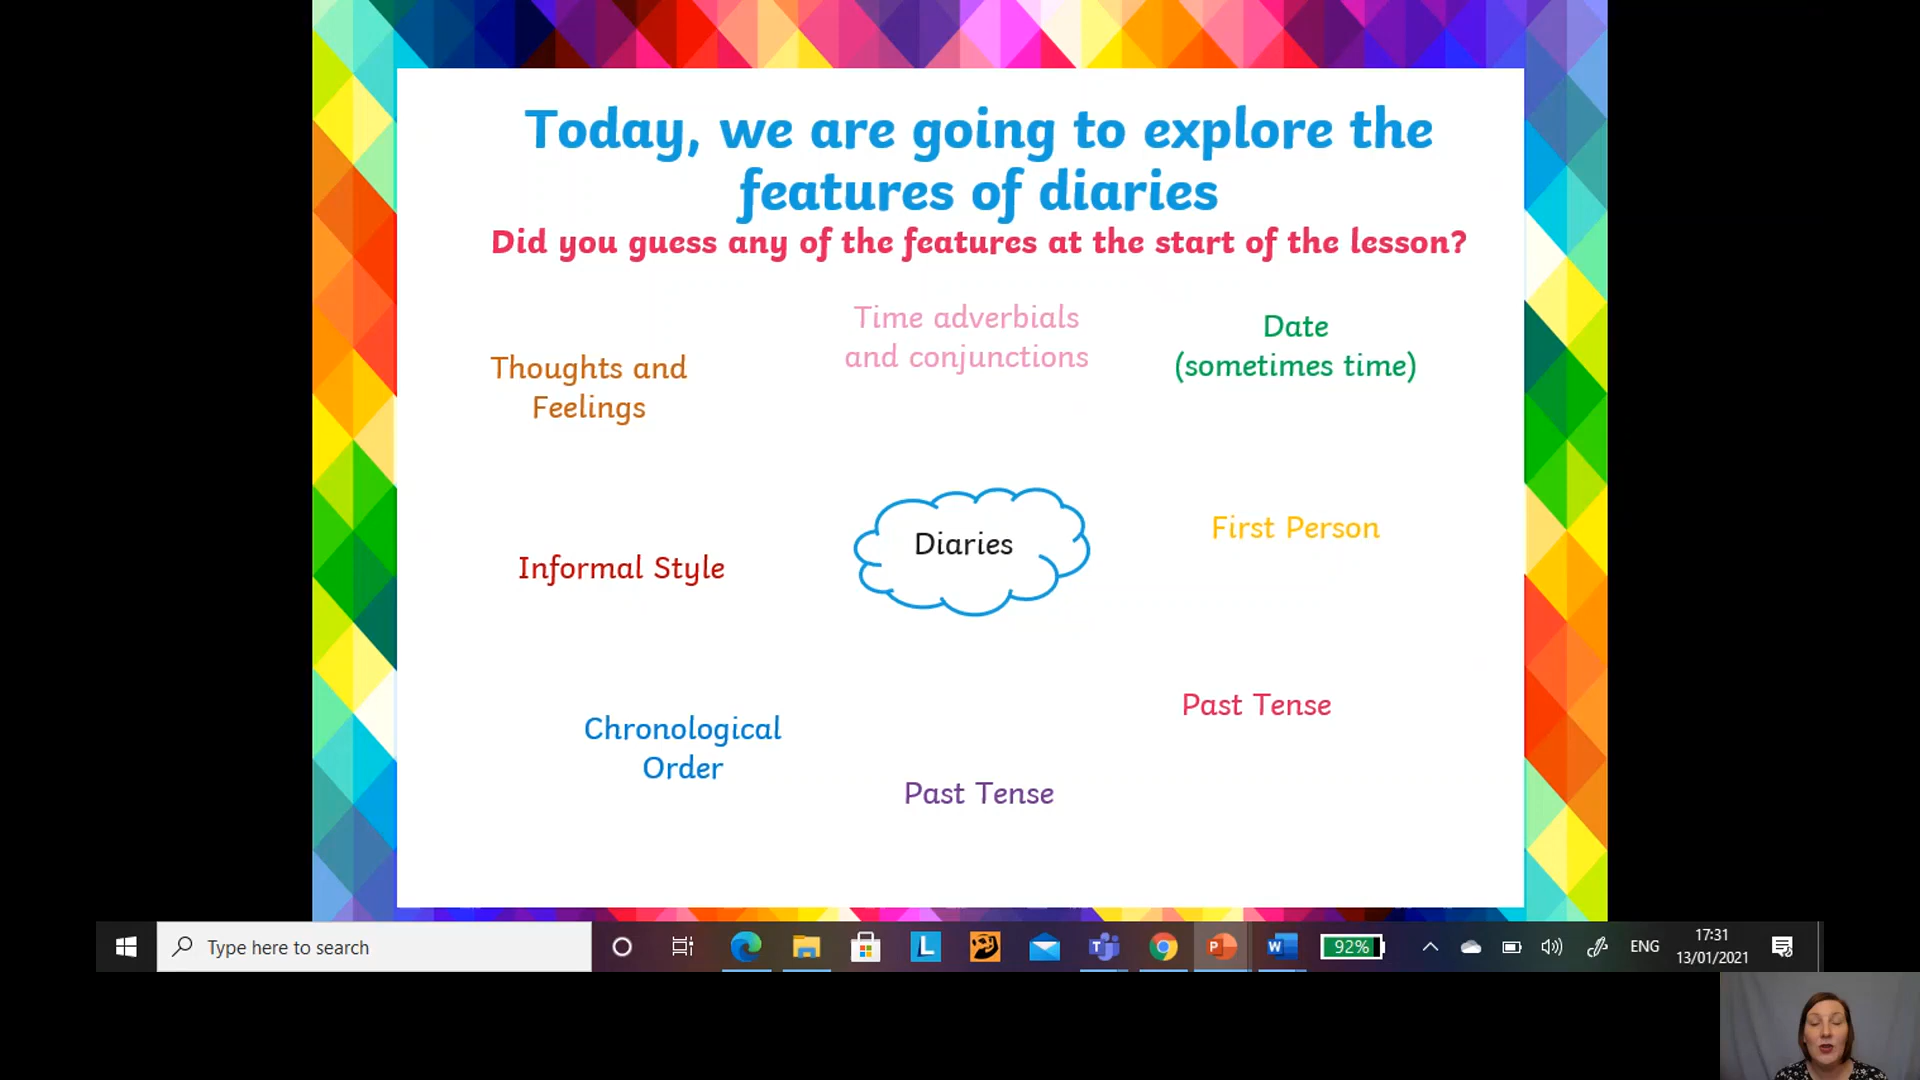 Today, we are going to explore the
features of diaries
Did you guess any of the features at the start of the lesson?
Time adverbials
and conjunctions
Date
(sometimes time)
Thoughts and
Feelings
First Person
Diaries
Informal Style
Past Tense
Chronological
Order
Past Tense
Type here to search
L
T
P
W
92%
ENG
17:31
13/01/2021